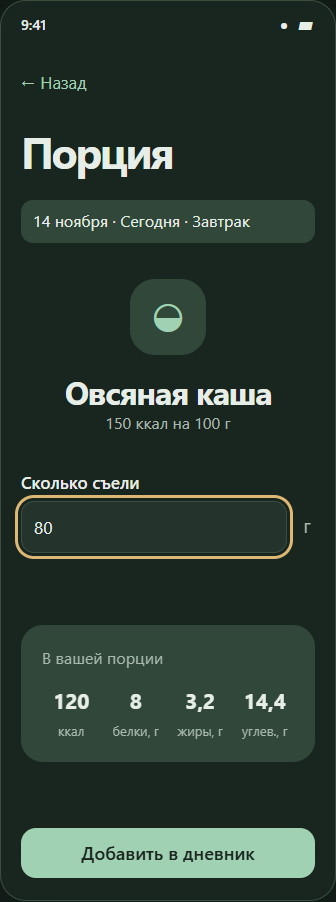 9:41
← Назад
Порция
14 ноября · Сегодня · Завтрак
Овсяная каша
150 ккал на 100 г
Сколько съели
80 г
В вашей порции
120 8 3,2 14,4
ккал белки, г жиры, г углев., г
Добавить в дневник